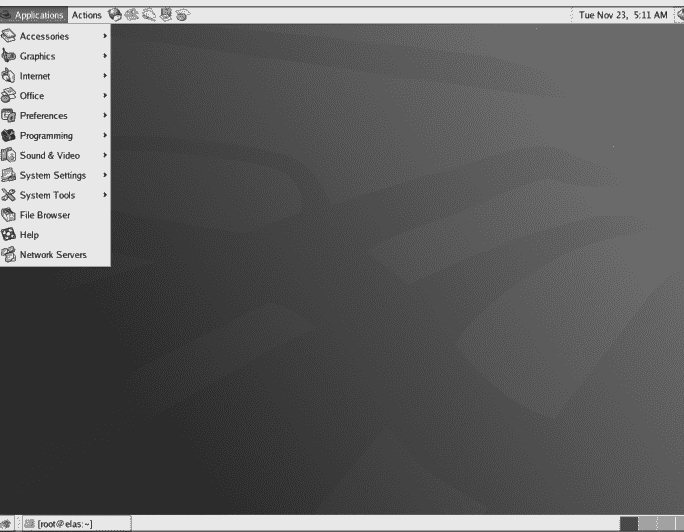 Applications Actions Tue Nov 23, 5:11 AM
Accessories
Graphics
Internet
Office
Preferences
Programming
Sound & Video
System Settings
System Tools
File Browser
Help
Network Servers
[root@elas:~]